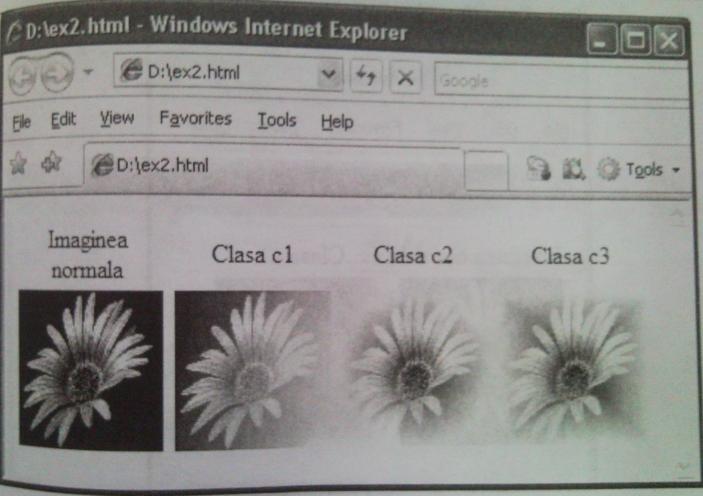 D:\ex2.html - Windows Internet Explorer
D:\ex2.html
Google
File Edit View Favorites Tools Help
D:\ex2.html
Tools
Imaginea
normala
Clasa c1
Clasa c2
Clasa c3